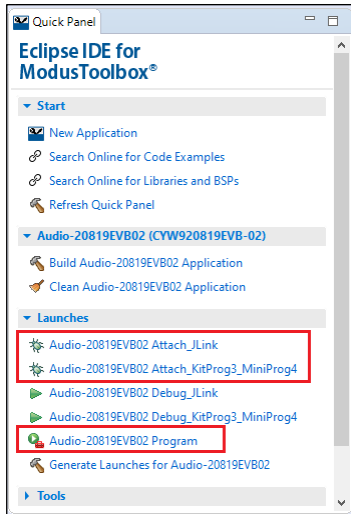 Quick Panel
Eclipse IDE for
ModusToolbox®
Start
New Application
Search Online for Code Examples
Search Online for Libraries and BSPs
Refresh Quick Panel
Audio-20819EVB02 (CYW920819EVB-02)
Build Audio-20819EVB02 Application
Clean Audio-20819EVB02 Application
Launches
Audio-20819EVB02 Attach_JLink
Audio-20819EVB02 Attach_KitProg3_MiniProg4
Audio-20819EVB02 Debug_JLink
Audio-20819EVB02 Debug_KitProg3_MiniProg4
Audio-20819EVB02 Program
Generate Launches for Audio-20819EVB02
Tools